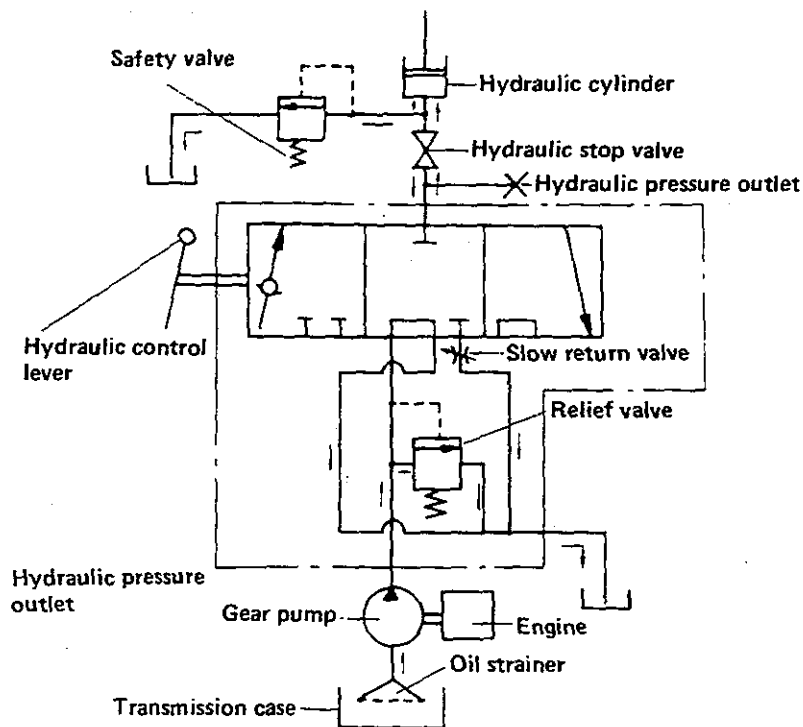 Safety valve
Hydraulic cylinder
Hydraulic stop valve
Hydraulic pressure outlet
Hydraulic control
lever
Slow return valve
Relief valve
Hydraulic pressure
outlet
Gear pump
Engine
Oil strainer
Transmission case